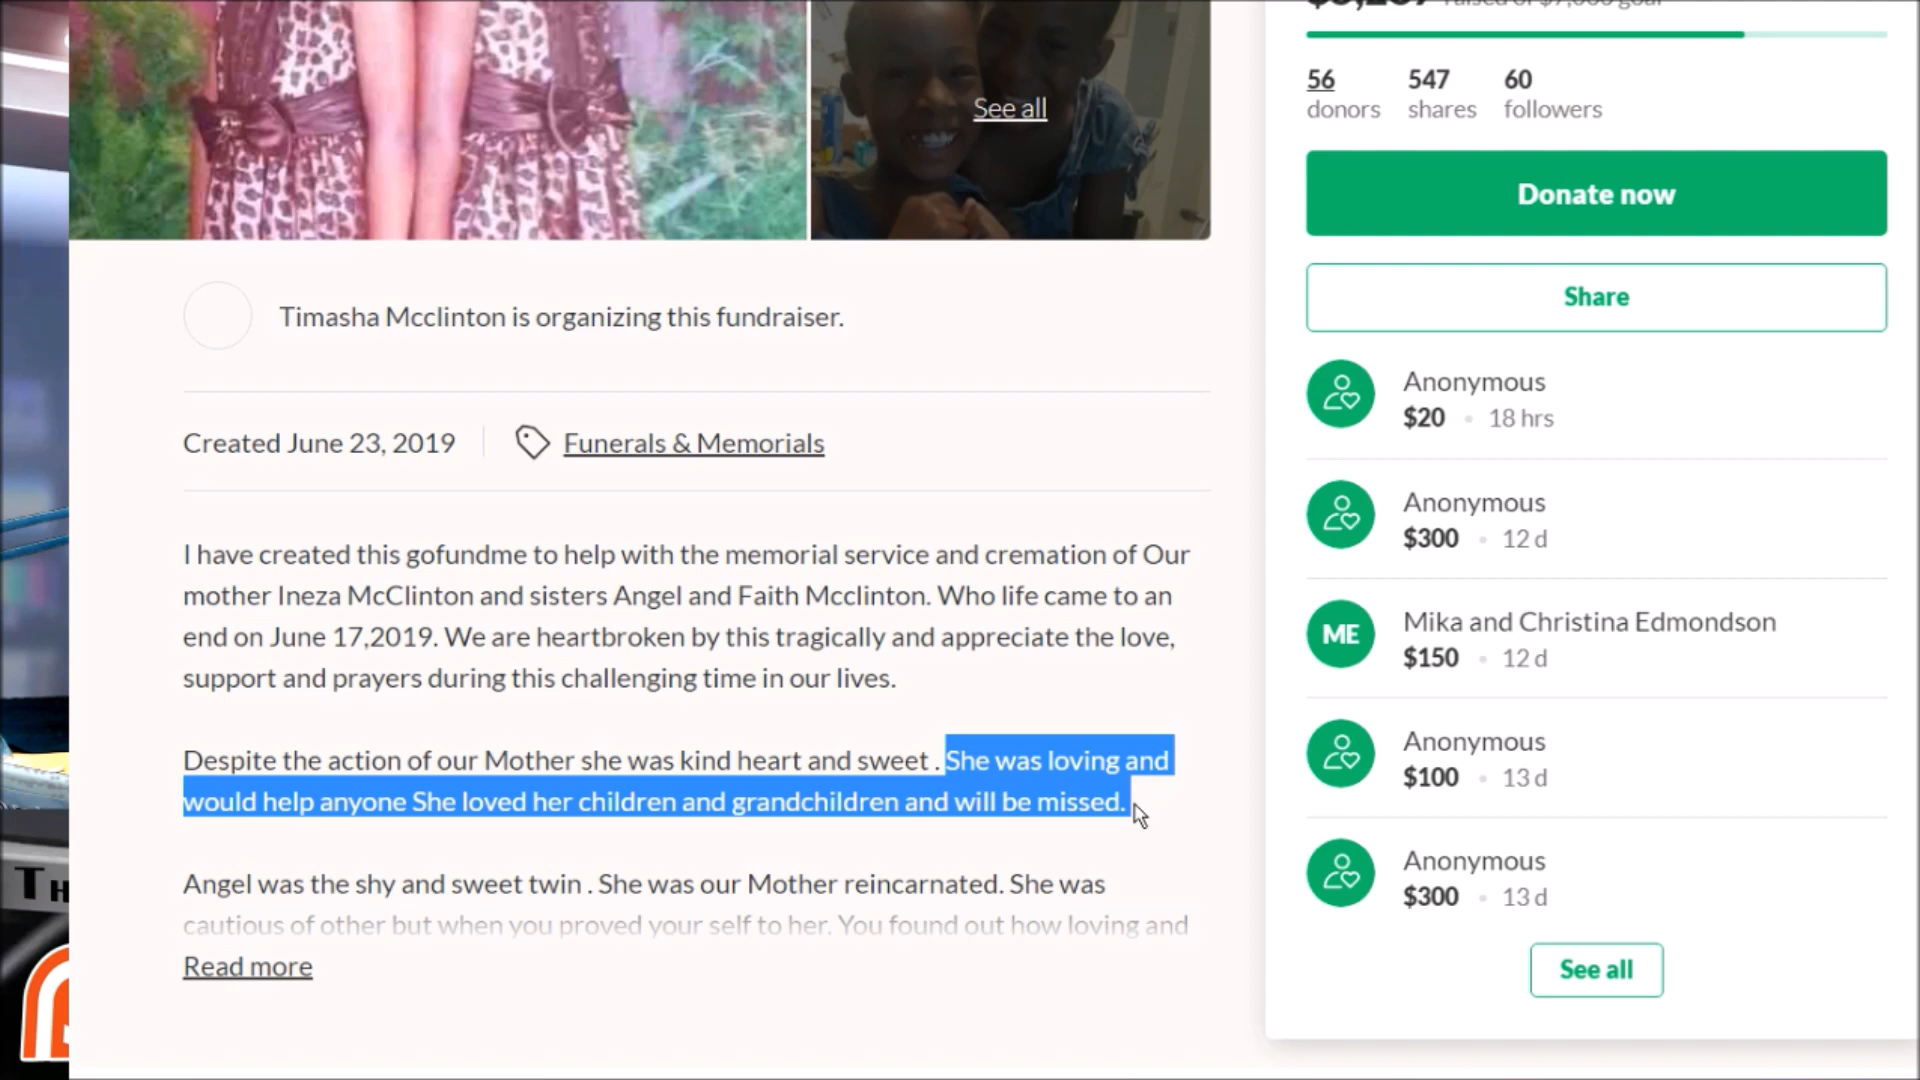 See all
56
donors
547
shares
60
followers
Donate now
Share
Timasha Mcclinton is organizing this fundraiser.
Created June 23, 2019
Funerals & Memorials
I have created this gofundme to help with the memorial service and cremation of Our
mother Ineza McClinton and sisters Angel and Faith Mcclinton. Who life came to an
end on June 17,2019. We are heartbroken by this tragically and appreciate the love,
support and prayers during this challenging time in our lives.
Despite the action of our Mother she was kind heart and sweet . She was loving and
would help anyone She loved her children and grandchildren and will be missed.
Angel was the shy and sweet twin . She was our Mother reincarnated. She was
cautious of other but when you proved your self to her. You found out how loving and
Read more
Anonymous
$20 • 18 hrs
Anonymous
$300 • 12 d
ME
Mika and Christina Edmondson
$150 • 12 d
Anonymous
$100 • 13 d
Anonymous
$300 • 13 d
See all